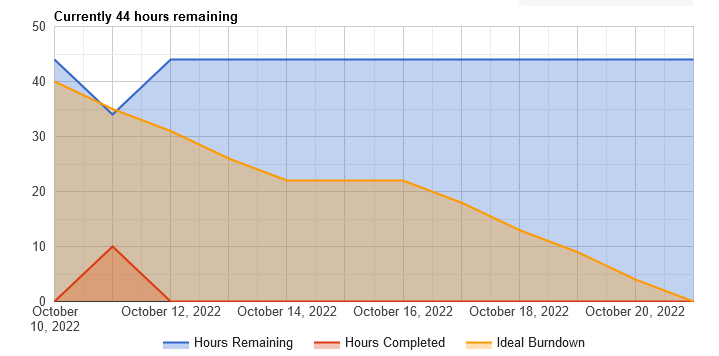 Currently 44 hours remaining
50
40
30
20
10
0
October 10, 2022
October 12, 2022
October 14, 2022
October 16, 2022
October 18, 2022
October 20, 2022
Hours Remaining
Hours Completed
Ideal Burndown